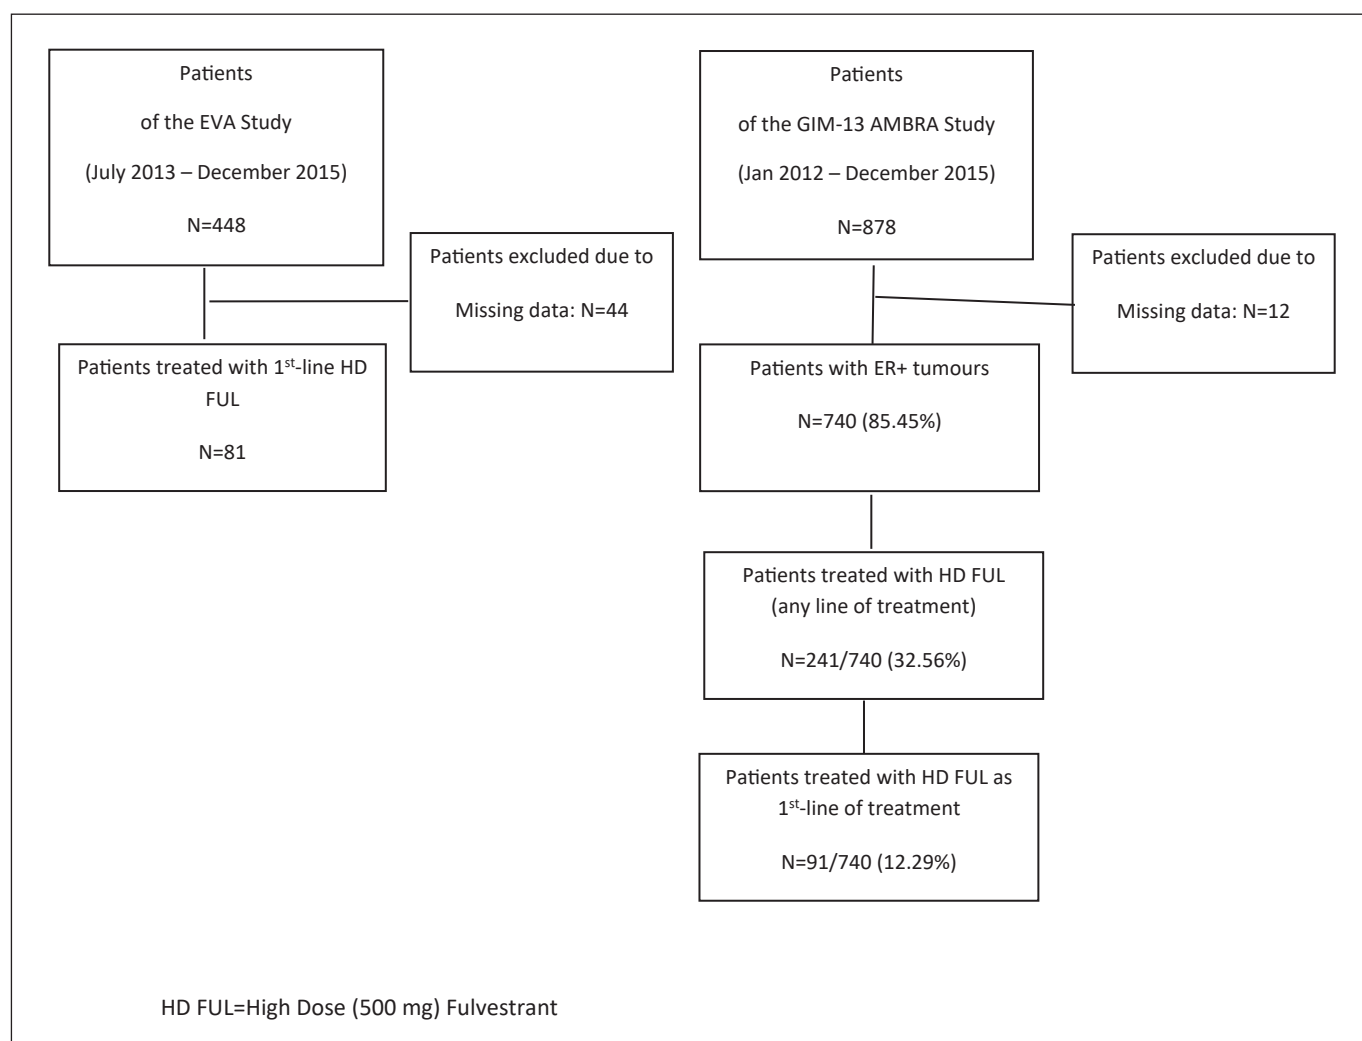 Patients
of the EVA Study
(July 2013 – December 2015)
N=448
Patients excluded due to
Missing data: N=44
Patients treated with 1st-line HD
FUL
N=81
Patients
of the GIM-13 AMBRA Study
(Jan 2012 – December 2015)
N=878
Patients excluded due to
Missing data: N=12
Patients with ER+ tumours
N=740 (85.45%)
Patients treated with HD FUL
(any line of treatment)
N=241/740 (32.56%)
Patients treated with HD FUL as
1st-line of treatment
N=91/740 (12.29%)
HD FUL=High Dose (500 mg) Fulvestrant